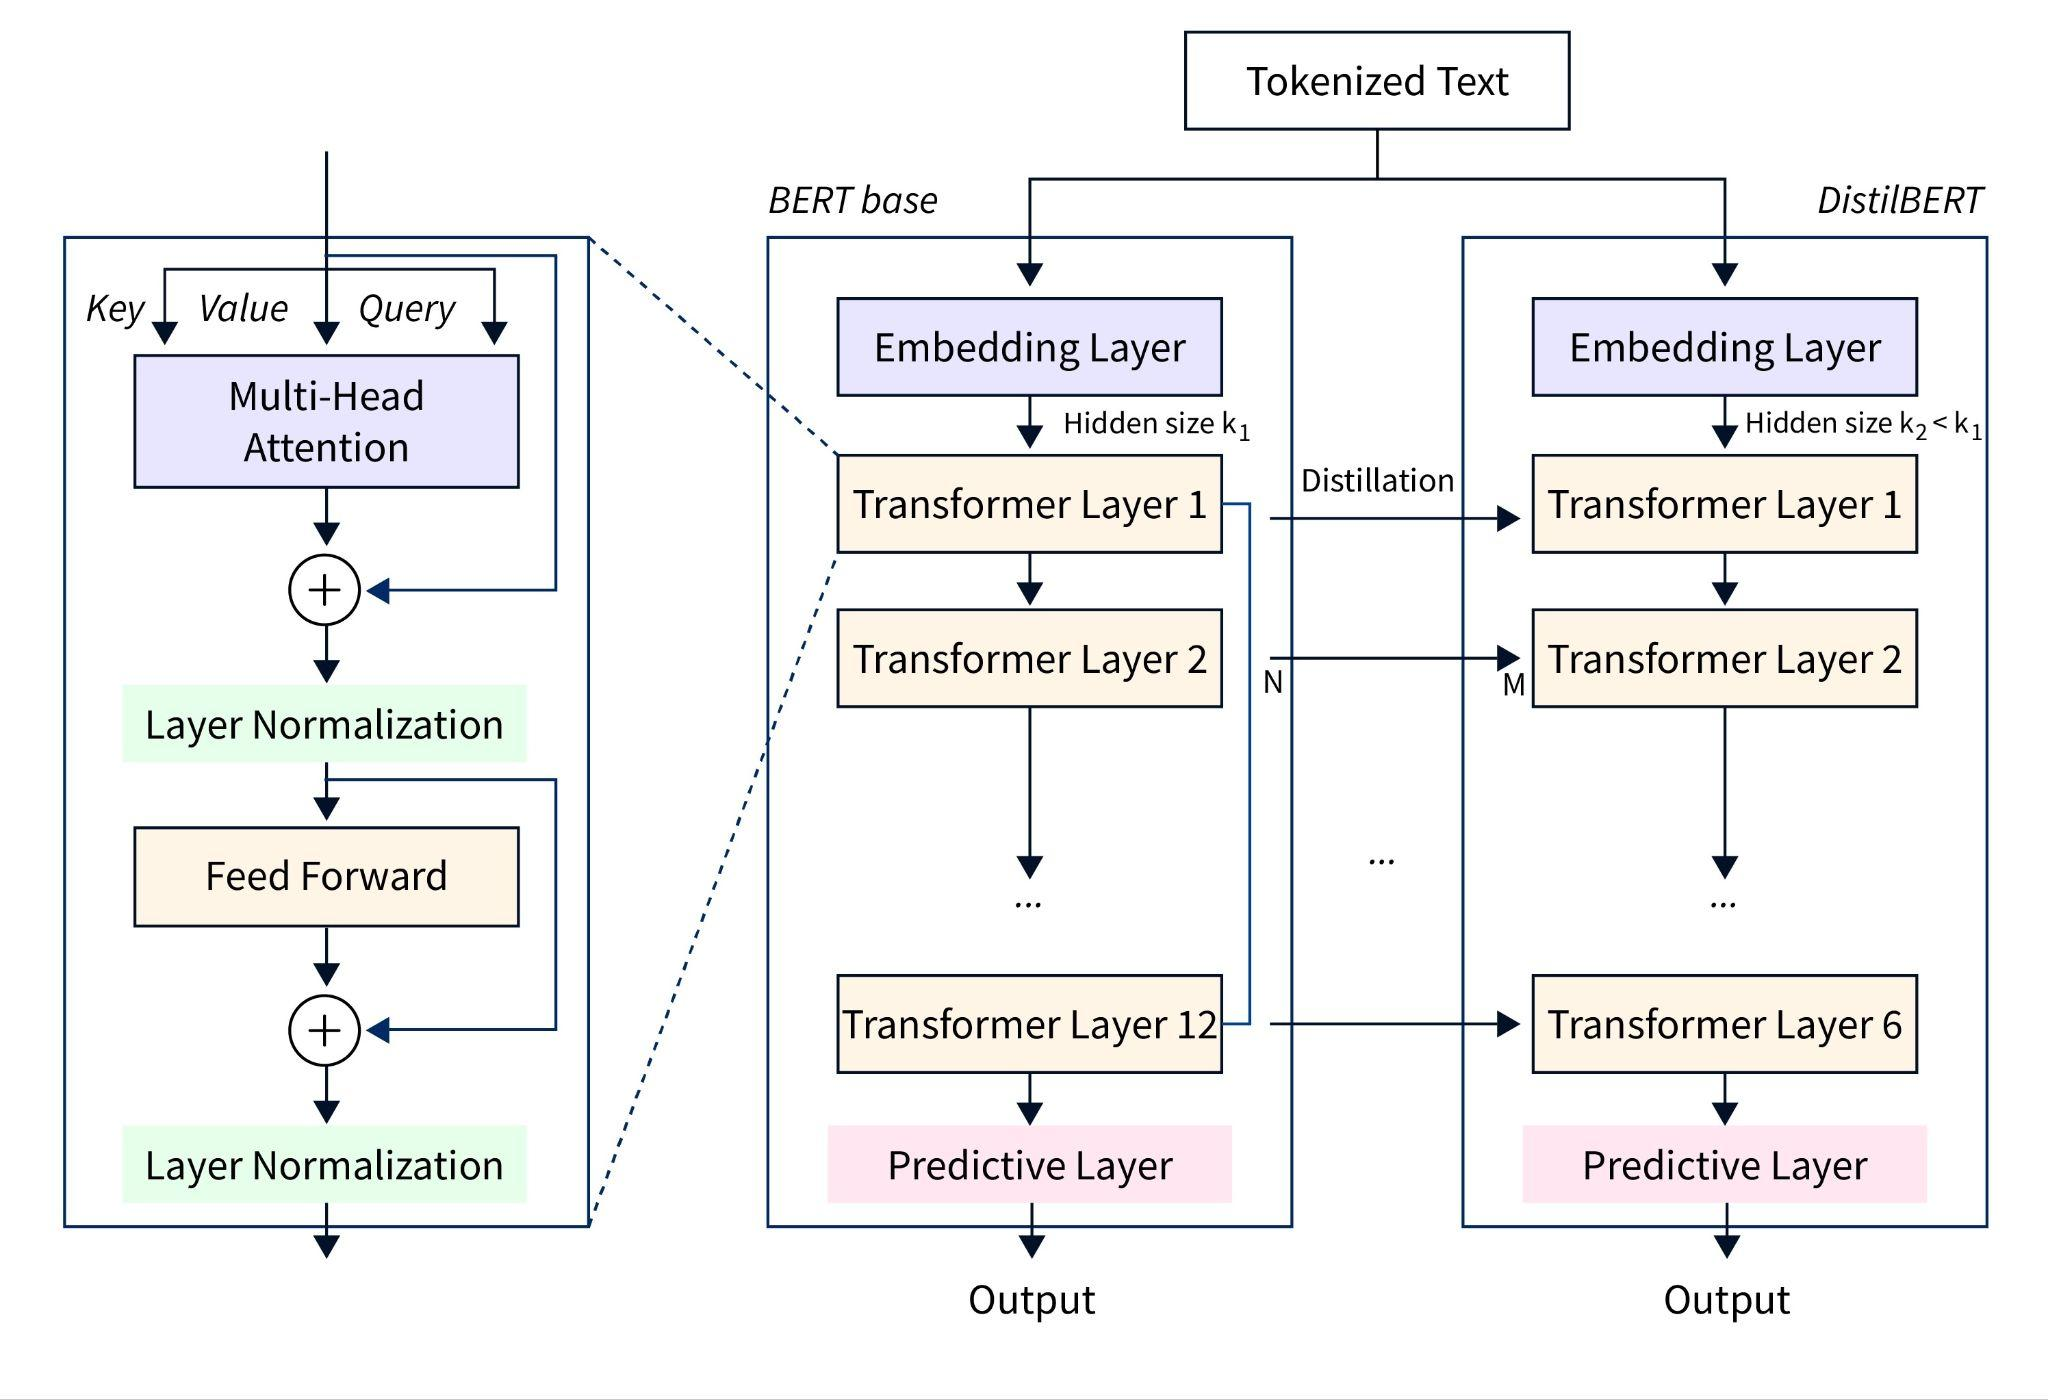 Tokenized Text
BERT base
DistilBERT
Key
Value
Query
Multi-Head
Attention
+
Layer Normalization
Feed Forward
+
Layer Normalization
Embedding Layer
Hidden size k₁
Transformer Layer 1
Transformer Layer 2
...
Transformer Layer 12
Predictive Layer
Output
Distillation
N
M
...
Embedding Layer
Hidden size k₂ < k₁
Transformer Layer 1
Transformer Layer 2
...
Transformer Layer 6
Predictive Layer
Output